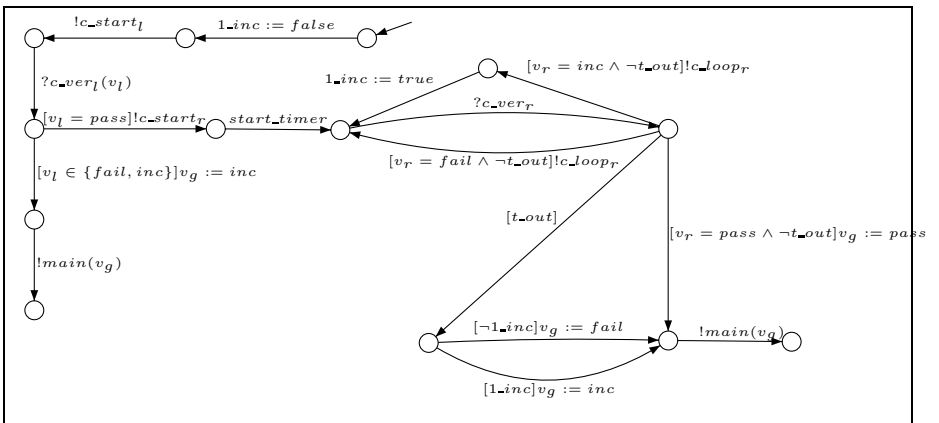 !c_start_l
1_inc := false
?c_ver_l(v_l)
1_inc := true
[v_r = inc ∧ ¬t_out]!c_loop_r
?c_ver_r
[v_l = pass]!c_start_r
start_timer
[v_r = fail ∧ ¬t_out]!c_loop_r
[v_l ∈ {fail, inc}]v_g := inc
[t_out]
[v_r = pass ∧ ¬t_out]v_g := pass
!main(v_g)
[¬1_inc]v_g := fail
!main(v_g)
[1_inc]v_g := inc